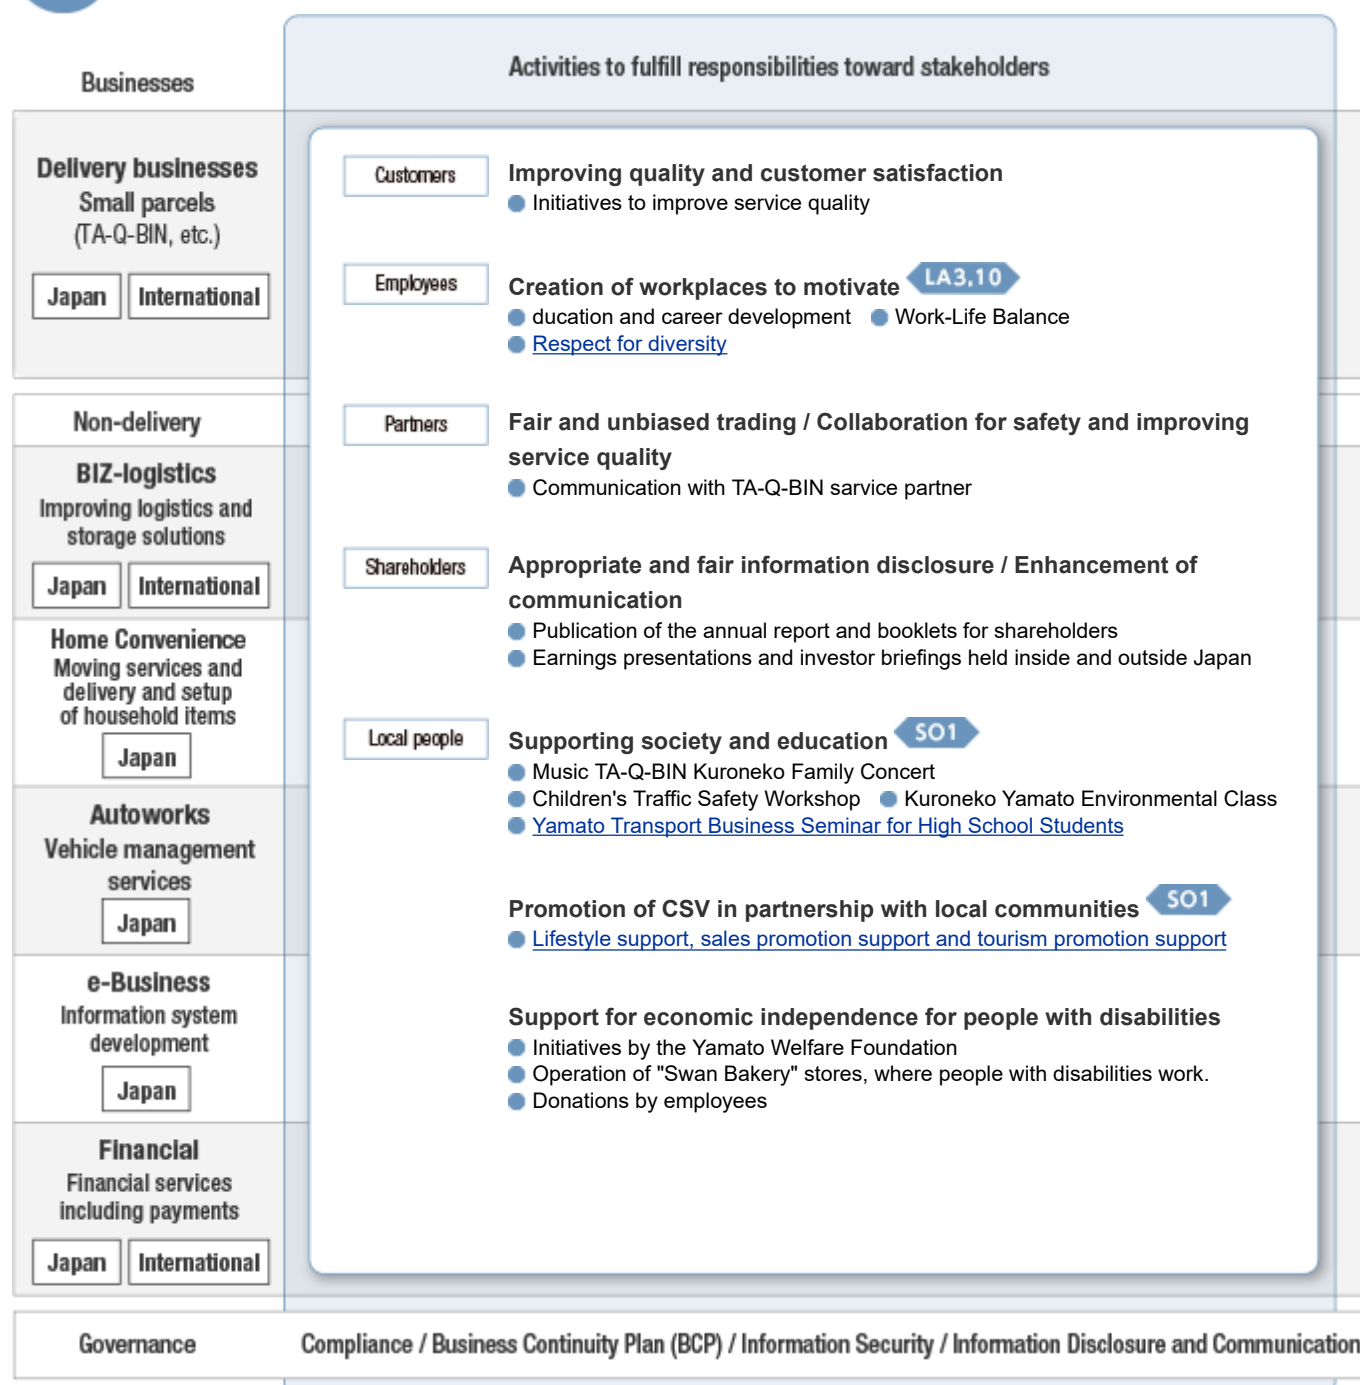 Businesses
Activities to fulfill responsibilities toward stakeholders
Delivery businesses
Small parcels
(TA-Q-BIN, etc.)
Japan International
Non-delivery
BIZ-logistics
Improving logistics and
storage solutions
Japan International
Home Convenience
Moving services and
delivery and setup
of household items
Japan
Autoworks
Vehicle management
services
Japan
e-Business
Information system
development
Japan
Financial
Financial services
including payments
Japan International
Customers
Improving quality and customer satisfaction
Initiatives to improve service quality
Employees
Creation of workplaces to motivate LA3,10
ducation and career development Work-Life Balance
Respect for diversity
Partners
Fair and unbiased trading / Collaboration for safety and improving
service quality
Communication with TA-Q-BIN sarvice partner
Shareholders
Appropriate and fair information disclosure / Enhancement of
communication
Publication of the annual report and booklets for shareholders
Earnings presentations and investor briefings held inside and outside Japan
Local people
Supporting society and education SO1
Music TA-Q-BIN Kuroneko Family Concert
Children's Traffic Safety Workshop Kuroneko Yamato Environmental Class
Yamato Transport Business Seminar for High School Students
Promotion of CSV in partnership with local communities SO1
Lifestyle support, sales promotion support and tourism promotion support
Support for economic independence for people with disabilities
Initiatives by the Yamato Welfare Foundation
Operation of "Swan Bakery" stores, where people with disabilities work.
Donations by employees
Governance
Compliance / Business Continuity Plan (BCP) / Information Security / Information Disclosure and Communication